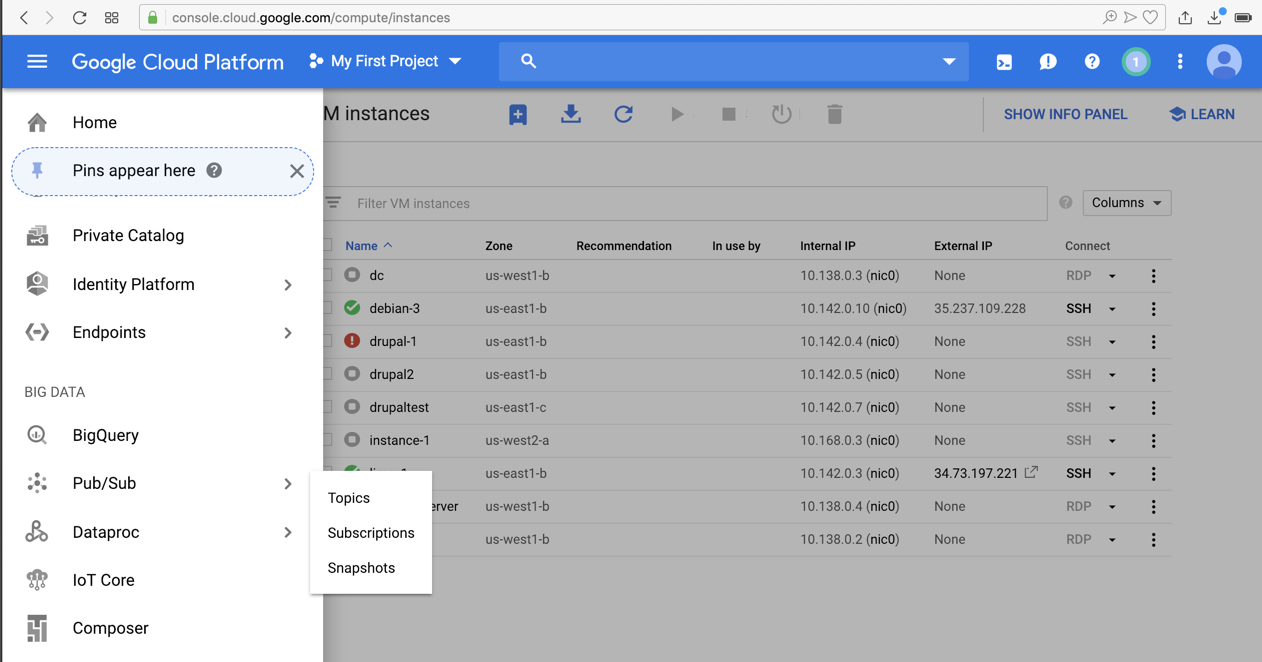 console.cloud.google.com/compute/instances
Google Cloud Platform My First Project 1
Home
Pins appear here
Private Catalog
Identity Platform
Endpoints
BIG DATA
BigQuery
Pub/Sub
Dataproc
IoT Core
Composer
Topics
Subscriptions
Snapshots
M instances SHOW INFO PANEL LEARN
Filter VM instances Columns
Name Zone Recommendation In use by Internal IP External IP Connect
dc us-west1-b 10.138.0.3 (nic0) None RDP
debian-3 us-east1-b 10.142.0.10 (nic0) 35.237.109.228 SSH
drupal-1 us-east1-b 10.142.0.4 (nic0) None SSH
drupal2 us-east1-b 10.142.0.5 (nic0) None SSH
drupaltest us-east1-c 10.142.0.7 (nic0) None SSH
instance-1 us-west2-a 10.168.0.3 (nic0) None SSH
us-east1-b 10.142.0.3 (nic0) 34.73.197.221 SSH
erver us-west1-b 10.138.0.4 (nic0) None RDP
us-west1-b 10.138.0.2 (nic0) None RDP